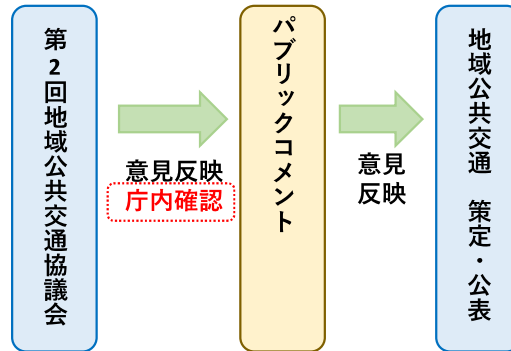 第2回地域公共交通協議会
意見反映
庁内確認
パブリックコメント
意見
反映
地域公共交通　策定・公表